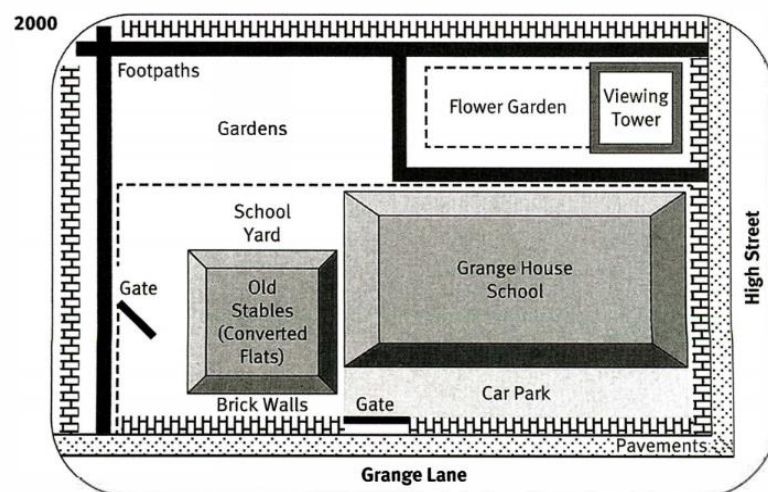 2000
Footpaths
Gardens
Flower Garden
Viewing
Tower
School
Yard
Gate
Old
Stables
(Converted
Flats)
Grange House
School
High Street
Brick Walls
Gate
Car Park
Pavements
Grange Lane